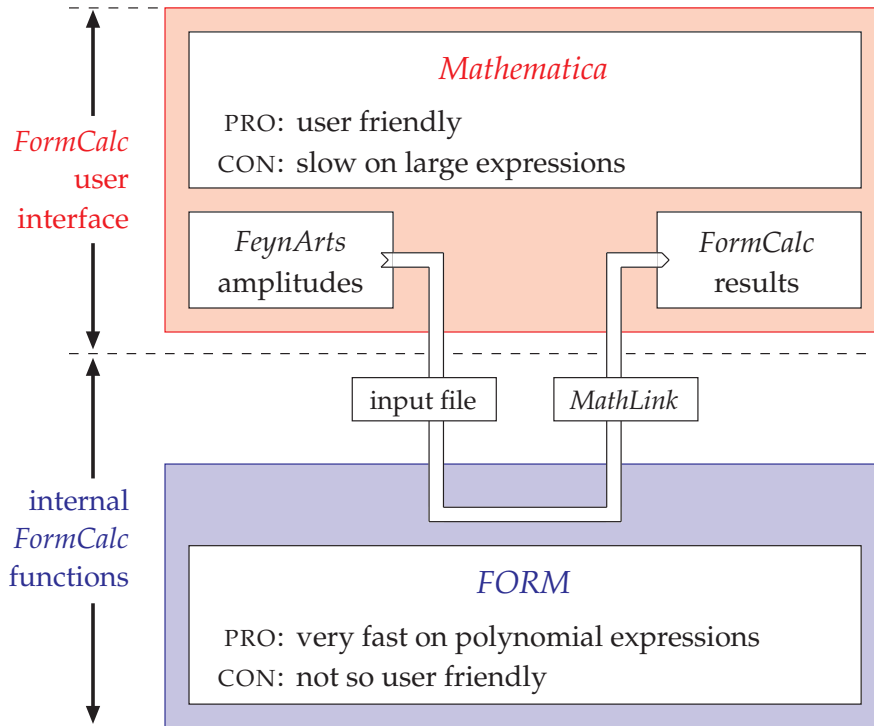 Mathematica
PRO: user friendly
CON: slow on large expressions
FormCalc
user
interface
FeynArts
amplitudes
FormCalc
results
input file
MathLink
internal
FormCalc
functions
FORM
PRO: very fast on polynomial expressions
CON: not so user friendly